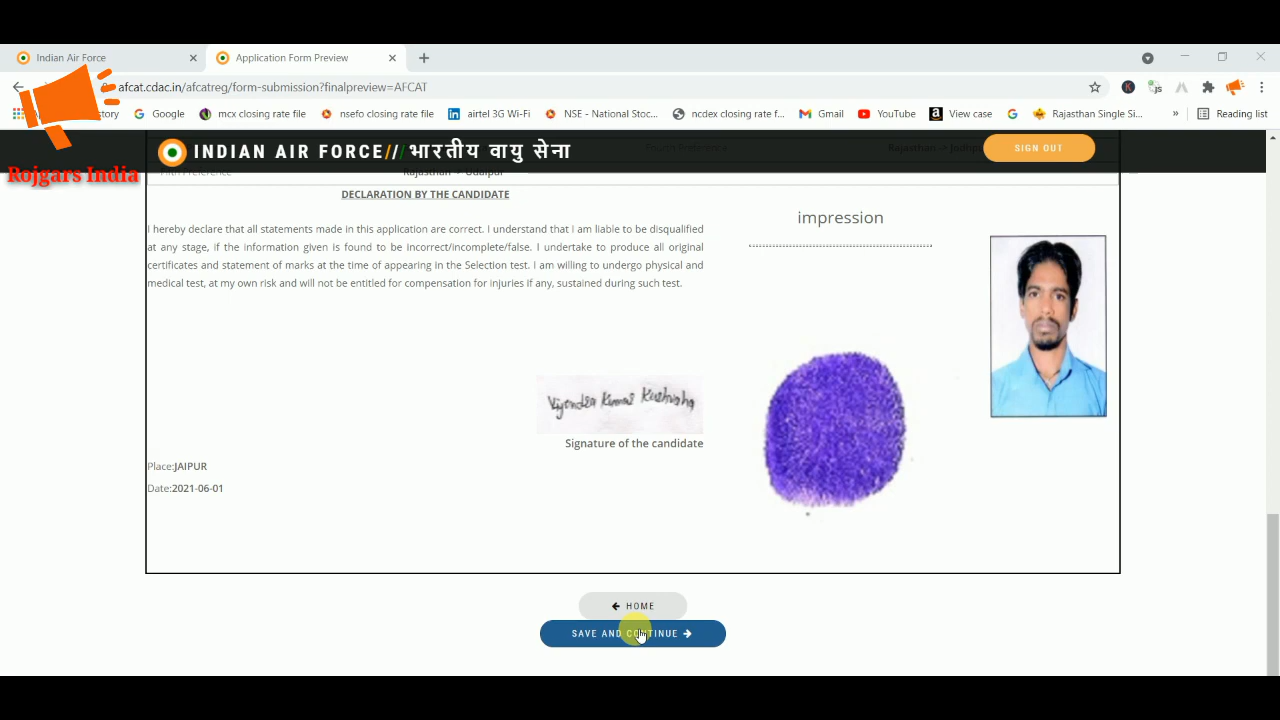 Indian Air Force
Application Form Preview
afcat.cdac.in/afcatreg/form-submission?finalpreview=AFCAT
Google
mcx closing rate file
nsefo closing rate file
airtel 3G Wi-Fi
NSE - National Stoc...
ncdex closing rate f...
Gmail
YouTube
View case
Rajasthan Single Si...
»
Reading list
Rojgars India
INDIAN AIR FORCE//भारतीय वायु सेना
SIGN OUT
DECLARATION BY THE CANDIDATE
I hereby declare that all statements made in this application are correct. I understand that I am liable to be disqualified
at any stage, if the information given is found to be incorrect/incomplete/false. I undertake to produce all original
certificates and statement of marks at the time of appearing in the Selection test. I am willing to undergo physical and
medical test, at my own risk and will not be entitled for compensation for injuries if any, sustained during such test.
impression
Vijendra Kumar Kushwaha
Signature of the candidate
Place:JAIPUR
Date:2021-06-01
HOME
SAVE AND CONTINUE